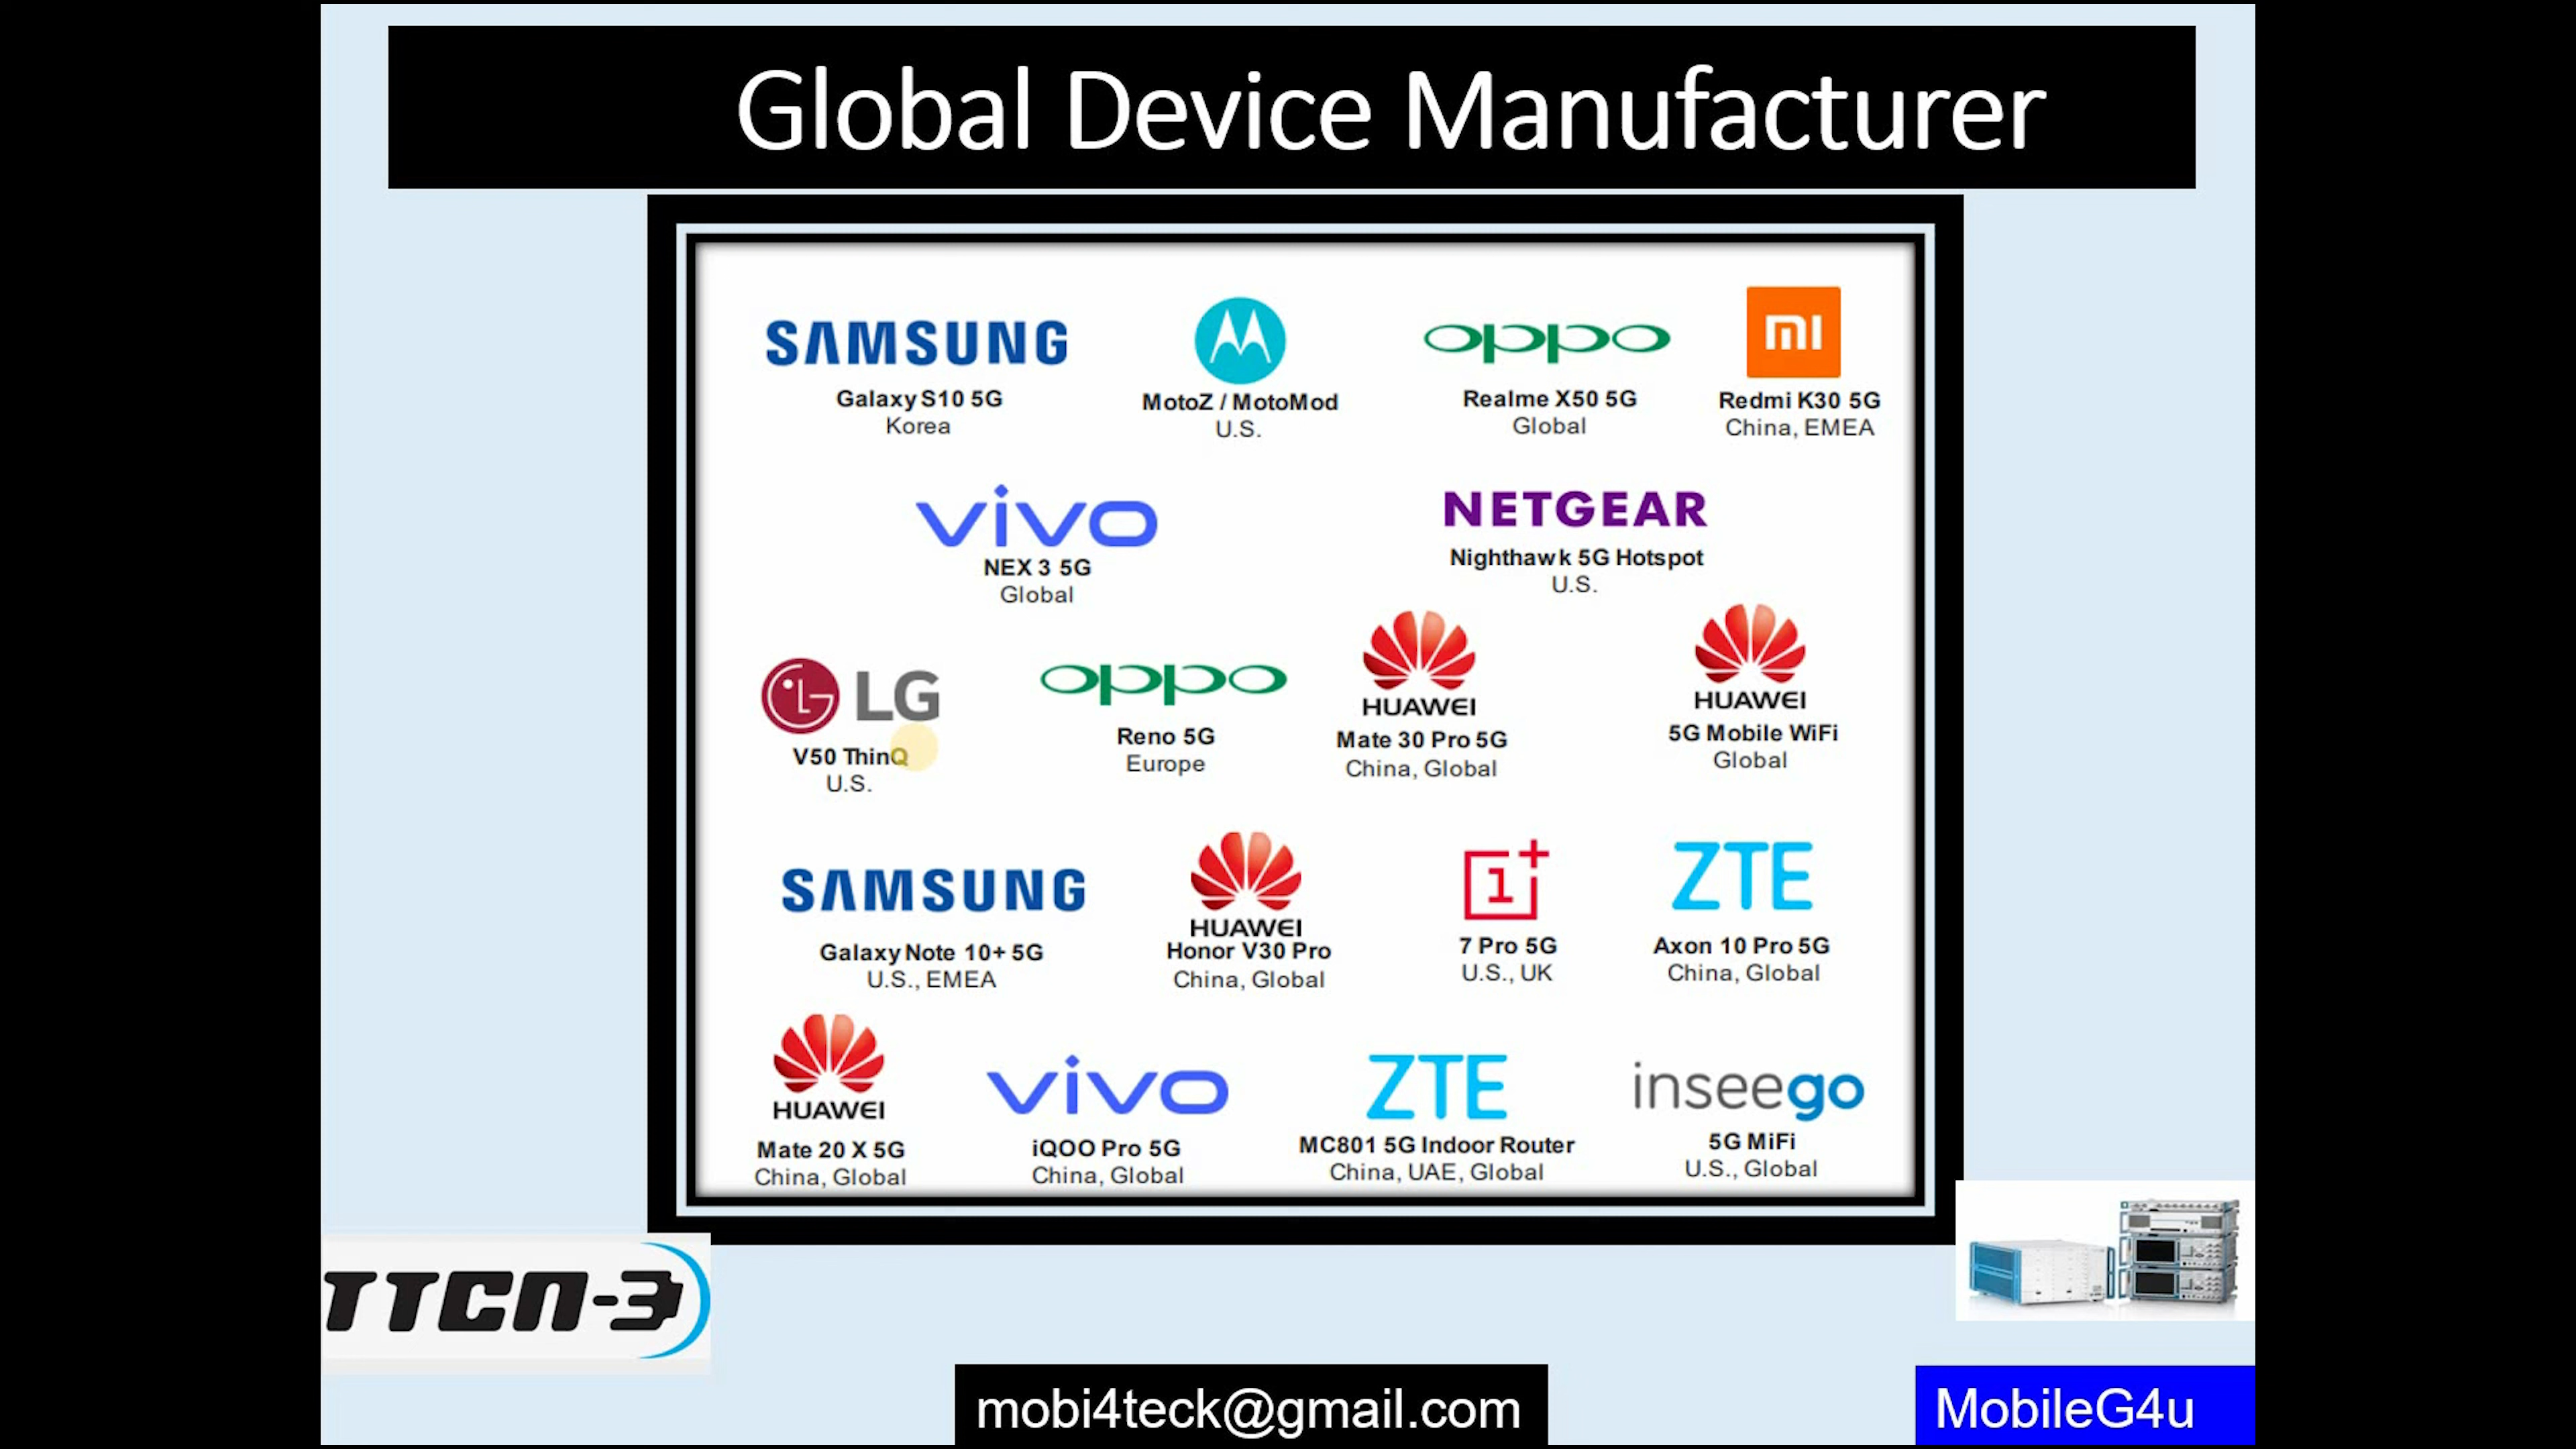 Global Device Manufacturer
SAMSUNG
Galaxy S10 5G
Korea
MotoZ / MotoMod
U.S.
oppo
Realme X50 5G
Global
mi
Redmi K30 5G
China, EMEA
vivo
NEX 3 5G
Global
NETGEAR
Nighthawk 5G Hotspot
U.S.
LG
V50 ThinQ
U.S.
oppo
Reno 5G
Europe
HUAWEI
Mate 30 Pro 5G
China, Global
HUAWEI
5G Mobile WiFi
Global
SAMSUNG
Galaxy Note 10+ 5G
U.S., EMEA
HUAWEI
Honor V30 Pro
China, Global
1+
7 Pro 5G
U.S., UK
ZTE
Axon 10 Pro 5G
China, Global
HUAWEI
Mate 20 X 5G
China, Global
vivo
iQOO Pro 5G
China, Global
ZTE
MC801 5G Indoor Router
China, UAE, Global
inseego
5G MiFi
U.S., Global
TTCN-3
mobi4teck@gmail.com
MobileG4u